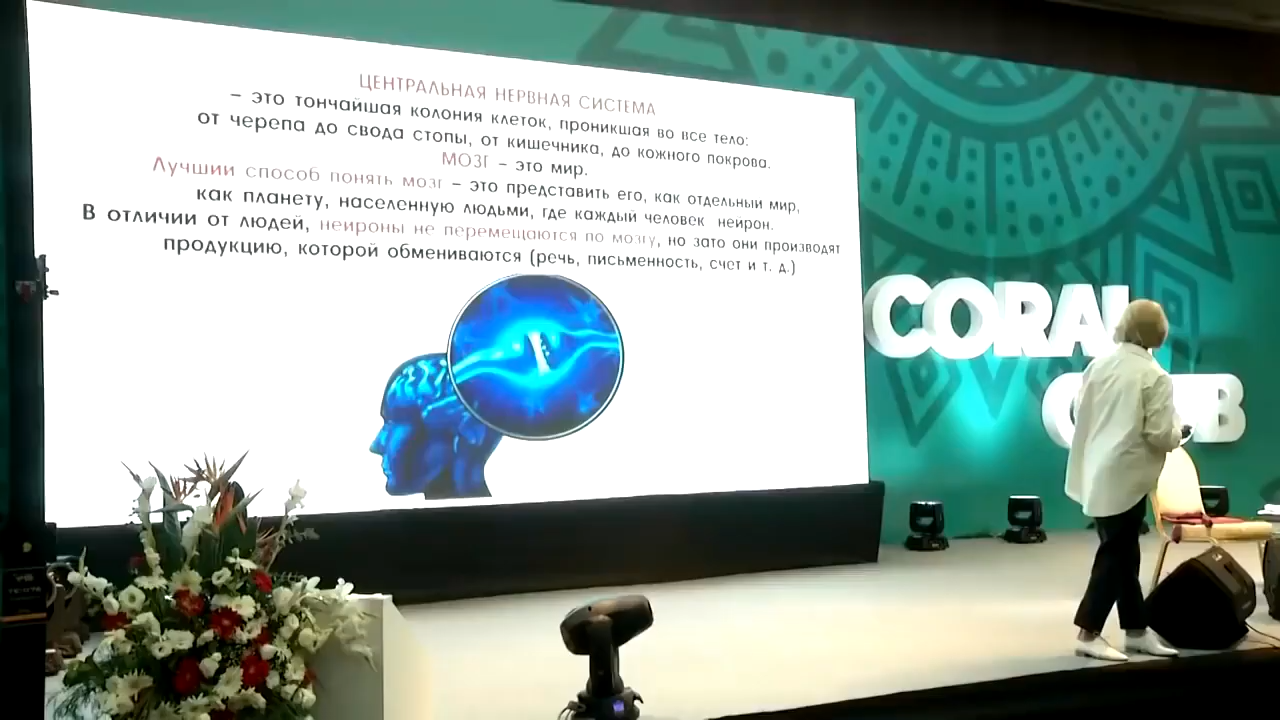 ЦЕНТРАЛЬНАЯ НЕРВНАЯ СИСТЕМА
– это тончайшая колония клеток, проникшая во все тело:
от черепа до свода стопы, от кишечника, до кожного покрова.
МОЗГ – это мир.
Лучший способ понять мозг – это представить его, как отдельный мир,
как планету, населенную людьми, где каждый человек нейрон.
В отличии от людей, нейроны не перемещаются по мозгу, но зато они производят
продукцию, которой обмениваются (речь, письменность, счет и т. д.)
CORAL